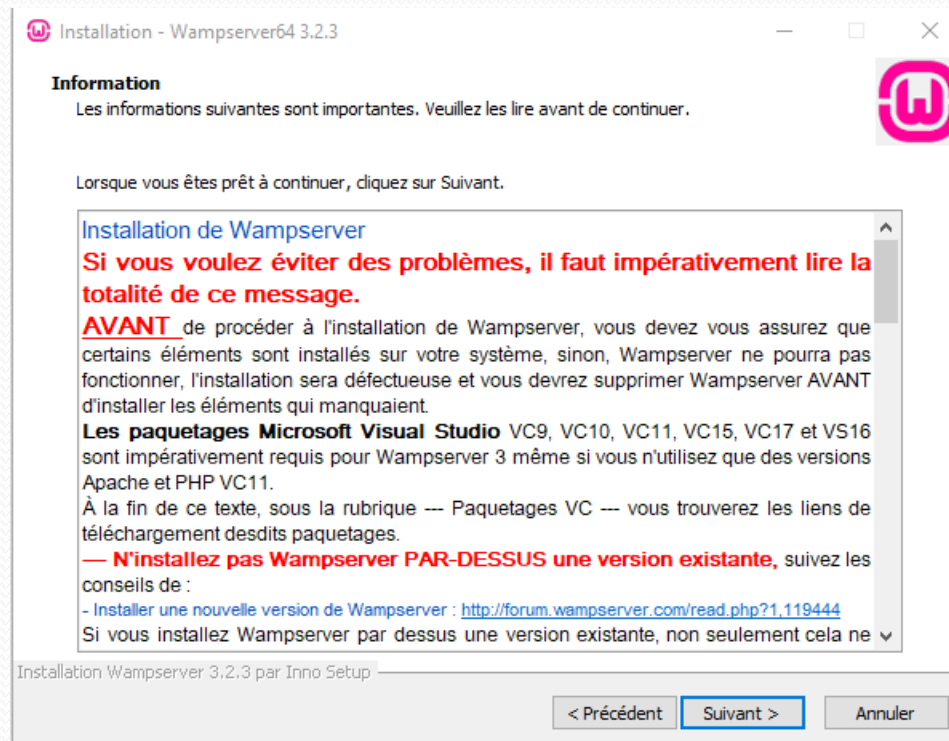 Installation - Wampserver64 3.2.3
Information
Les informations suivantes sont importantes. Veuillez les lire avant de continuer.
Lorsque vous êtes prêt à continuer, cliquez sur Suivant.
Installation de Wampserver
Si vous voulez éviter des problèmes, il faut impérativement lire la
totalité de ce message.
AVANT de procéder à l'installation de Wampserver, vous devez vous assurez que
certains éléments sont installés sur votre système, sinon, Wampserver ne pourra pas
fonctionner, l'installation sera défectueuse et vous devrez supprimer Wampserver AVANT
d'installer les éléments qui manquaient.
Les paquetages Microsoft Visual Studio VC9, VC10, VC11, VC15, VC17 et VS16
sont impérativement requis pour Wampserver 3 même si vous n'utilisez que des versions
Apache et PHP VC11.
À la fin de ce texte, sous la rubrique --- Paquetages VC --- vous trouverez les liens de
téléchargement desdits paquetages.
— N'installez pas Wampserver PAR-DESSUS une version existante, suivez les
conseils de :
- Installer une nouvelle version de Wampserver : http://forum.wampserver.com/read.php?1,119444
Si vous installez Wampserver par dessus une version existante, non seulement cela ne
Installation Wampserver 3.2.3 par Inno Setup
< Précédent
Suivant >
Annuler